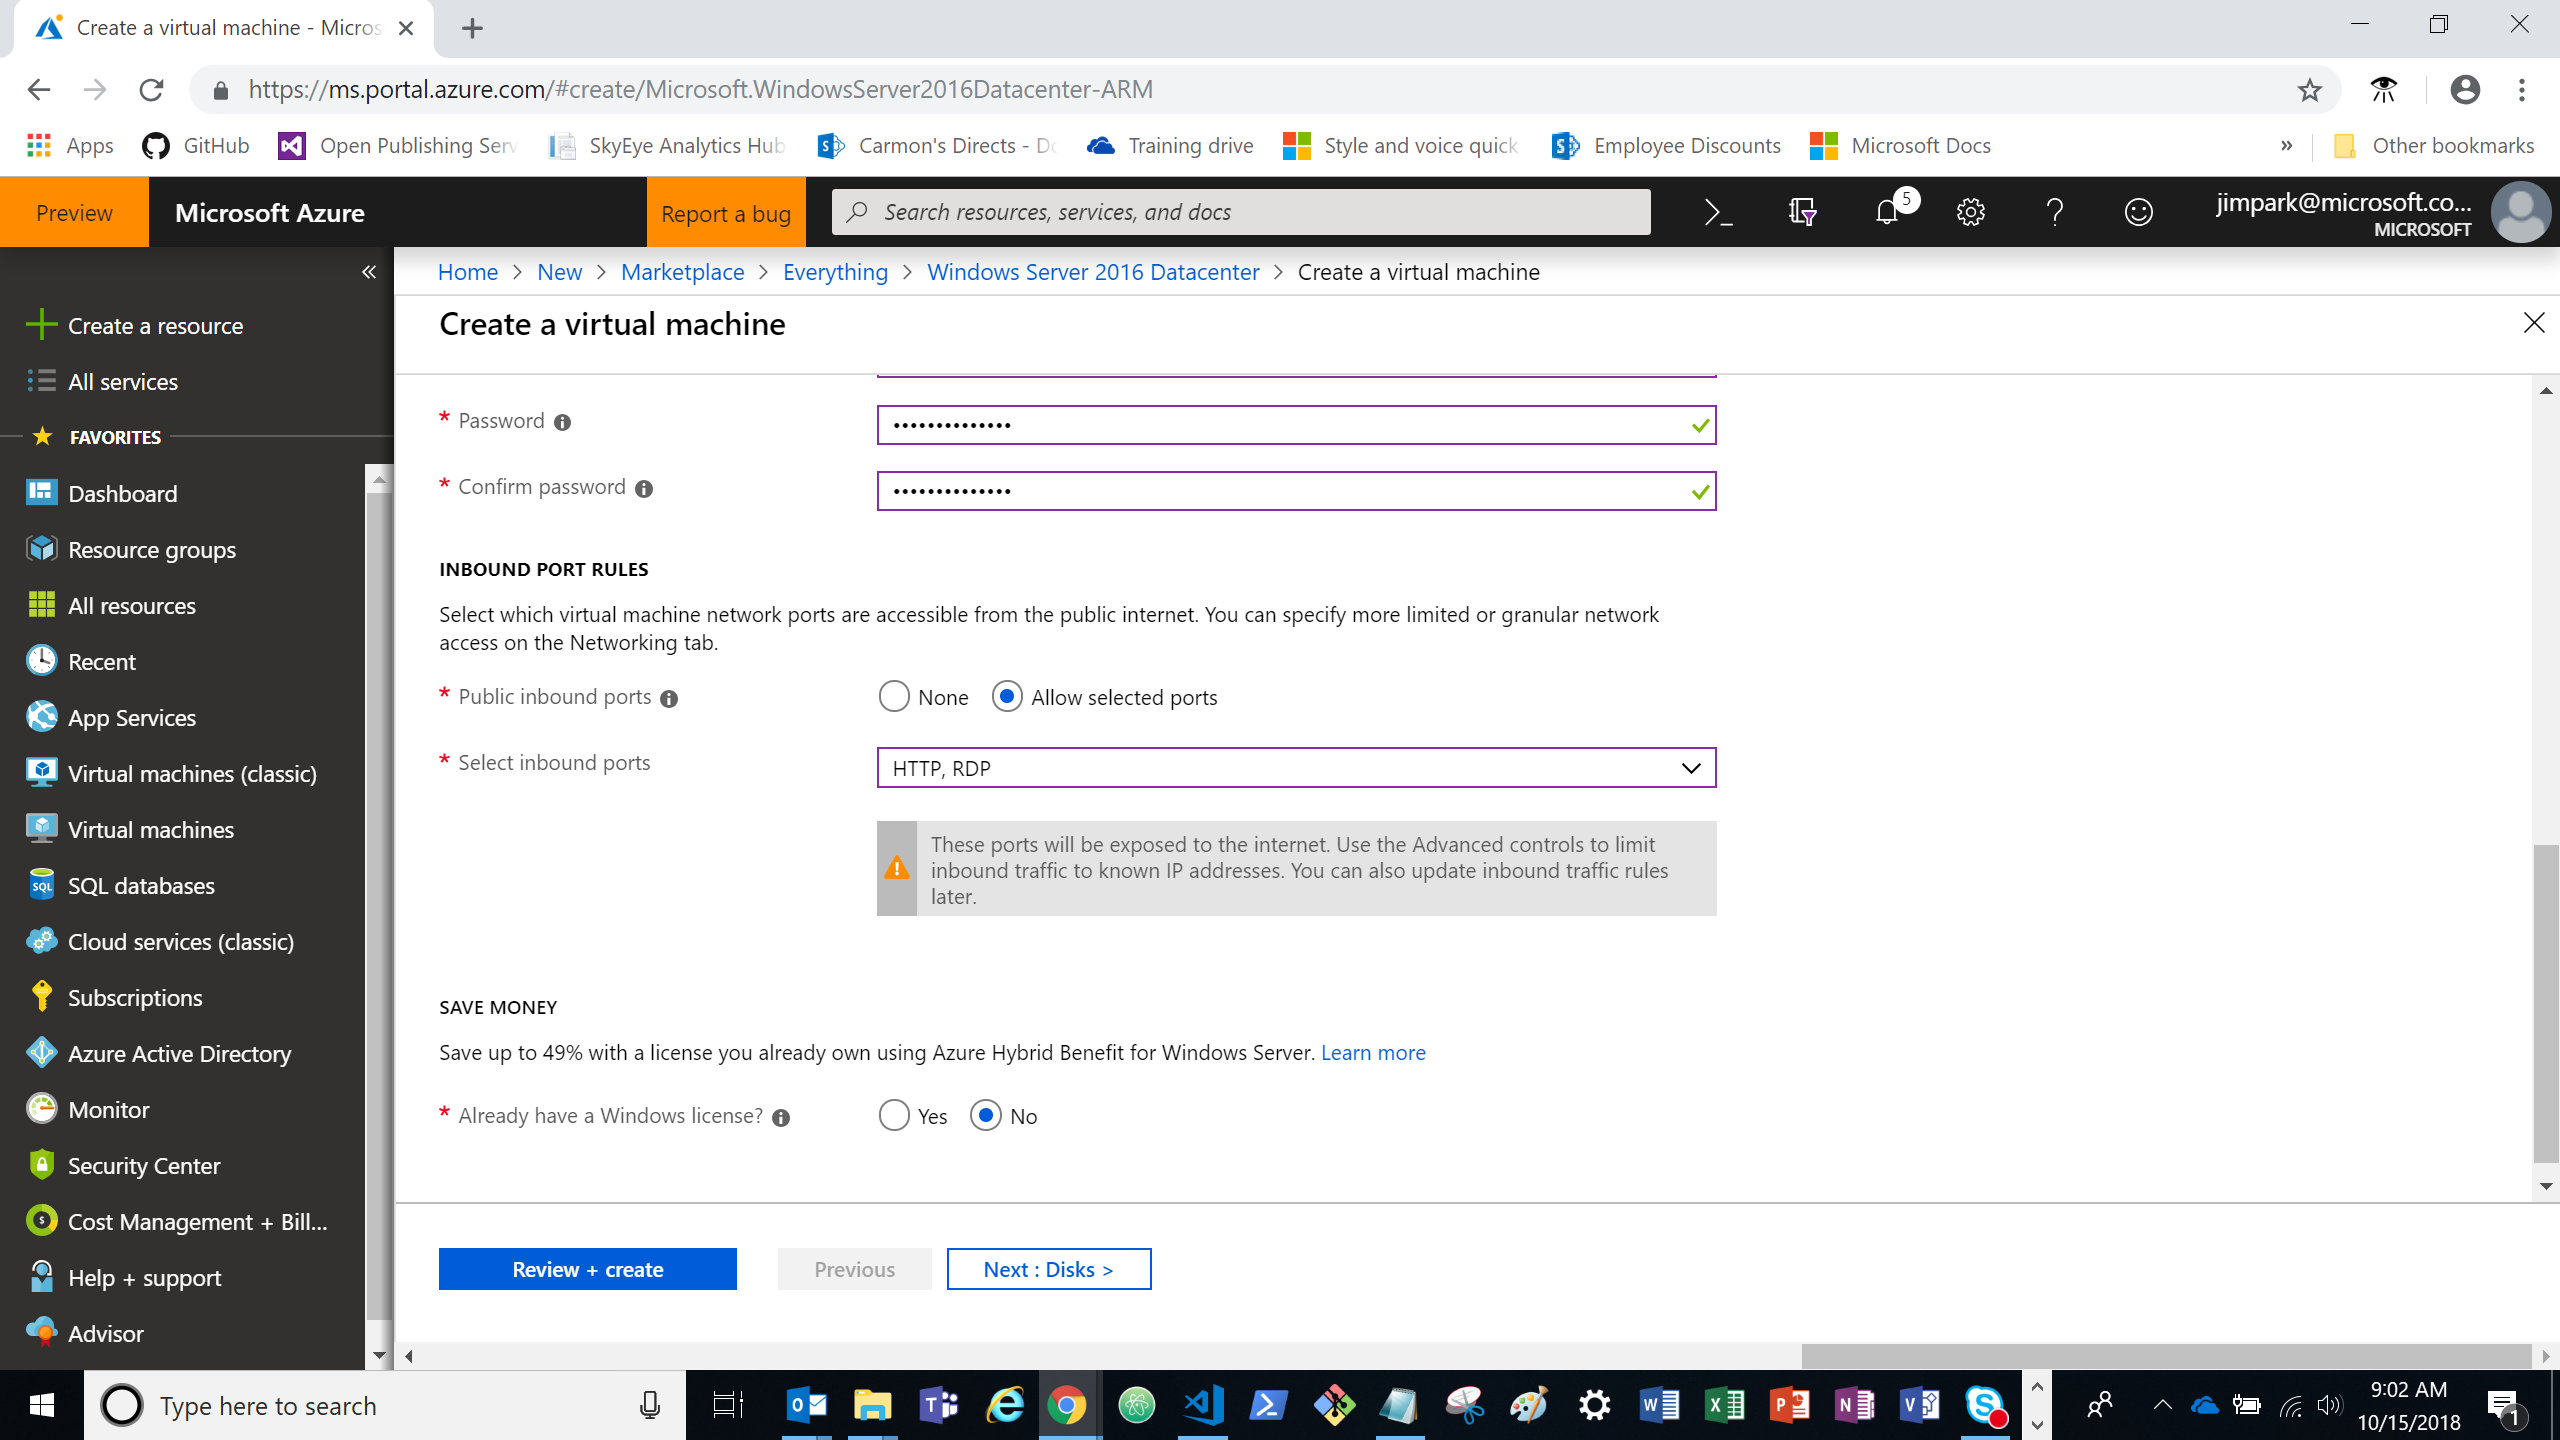 Create a virtual machine - Micros
https://ms.portal.azure.com/#create/Microsoft.WindowsServer2016Datacenter-ARM
Apps
GitHub
Open Publishing Serv
SkyEye Analytics Hub
Carmon's Directs - Do
Training drive
Style and voice quick
Employee Discounts
Microsoft Docs
»
Other bookmarks
Preview
Microsoft Azure
Report a bug
Search resources, services, and docs
5
jimpark@microsoft.co...
MICROSOFT
Home > New > Marketplace > Everything > Windows Server 2016 Datacenter > Create a virtual machine
Create a virtual machine
«
Create a resource
All services
FAVORITES
Dashboard
Resource groups
All resources
Recent
App Services
Virtual machines (classic)
Virtual machines
SQL databases
Cloud services (classic)
Subscriptions
Azure Active Directory
Monitor
Security Center
Cost Management + Bill...
Help + support
Advisor
* Password
••••••••••••••
* Confirm password
••••••••••••••
INBOUND PORT RULES
Select which virtual machine network ports are accessible from the public internet. You can specify more limited or granular network
access on the Networking tab.
* Public inbound ports
None
Allow selected ports
* Select inbound ports
HTTP, RDP
These ports will be exposed to the internet. Use the Advanced controls to limit
inbound traffic to known IP addresses. You can also update inbound traffic rules
later.
SAVE MONEY
Save up to 49% with a license you already own using Azure Hybrid Benefit for Windows Server. Learn more
* Already have a Windows license?
Yes
No
Review + create
Previous
Next : Disks >
Type here to search
9:02 AM
10/15/2018
1